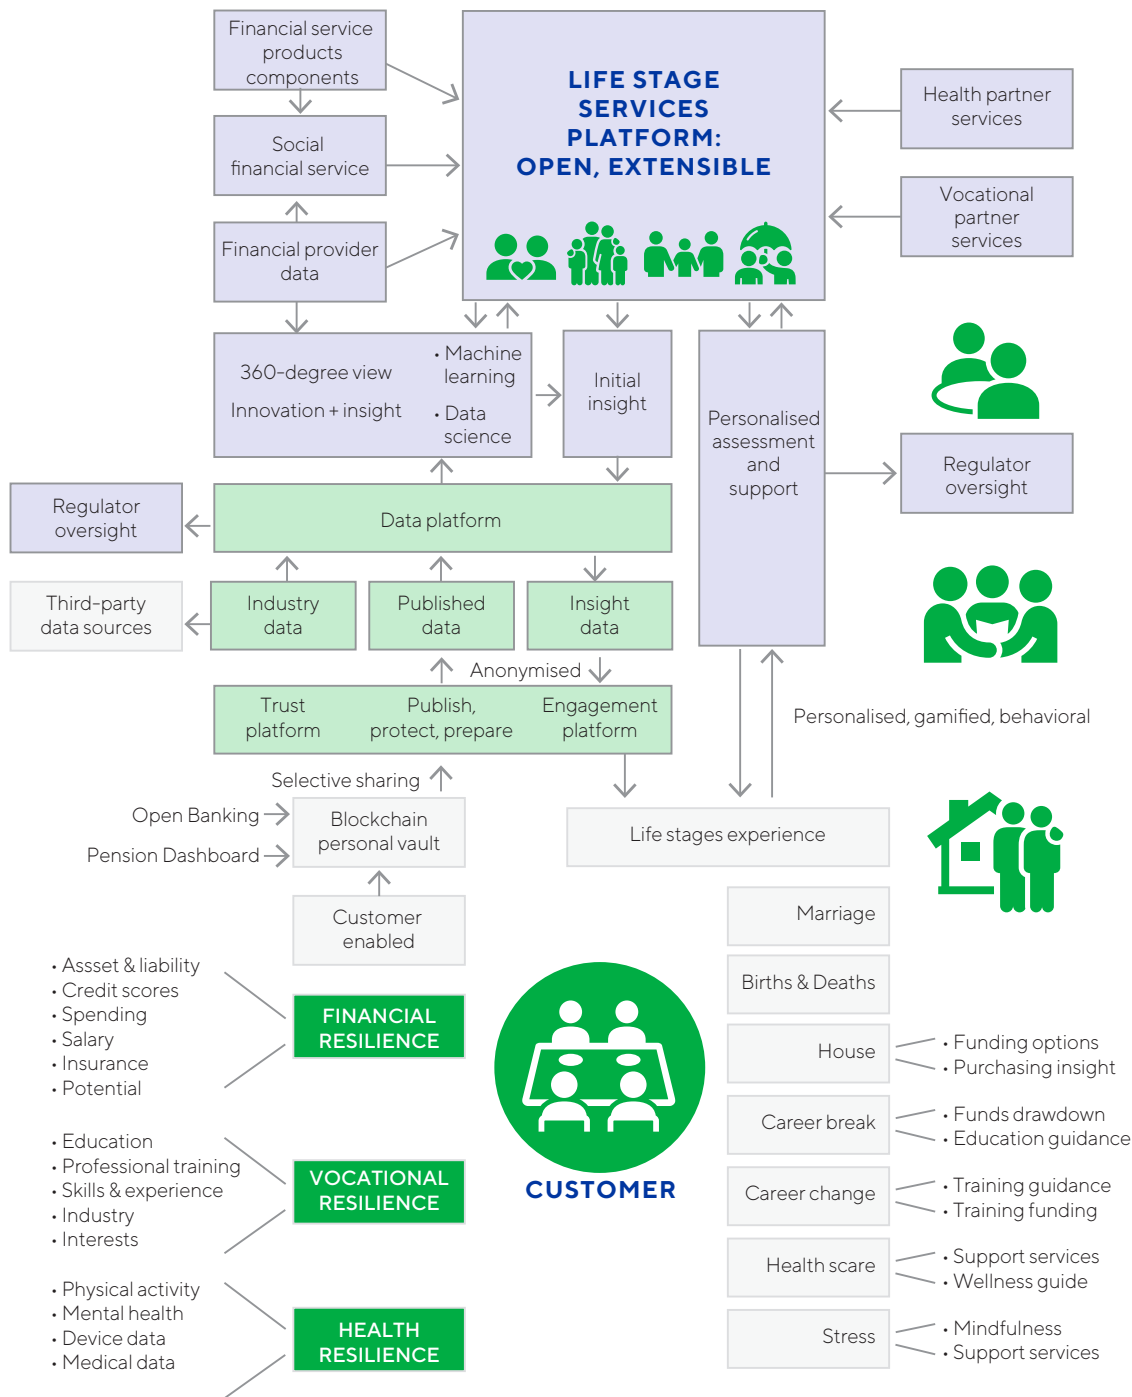 Financial service
products
components
LIFE STAGE
SERVICES
PLATFORM:
OPEN, EXTENSIBLE
Health partner
services
Social
financial service
Vocational
partner
services
Financial provider
data
360-degree view
Innovation + insight
• Machine
learning
• Data
science
Initial
insight
Personalised
assessment
and
support
Regulator
oversight
Regulator
oversight
Data platform
Third-party
data sources
Industry
data
Published
data
Insight
data
Anonymised
Trust
platform
Publish,
protect, prepare
Engagement
platform
Personalised, gamified, behavioral
Selective sharing
Open Banking
Pension Dashboard
Blockchain
personal vault
Life stages experience
Customer
enabled
• Assset & liability
• Credit scores
• Spending
• Salary
• Insurance
• Potential
FINANCIAL
RESILIENCE
• Education
• Professional training
• Skills & experience
• Industry
• Interests
VOCATIONAL
RESILIENCE
• Physical activity
• Mental health
• Device data
• Medical data
HEALTH
RESILIENCE
CUSTOMER
Marriage
Births & Deaths
House
• Funding options
• Purchasing insight
Career break
• Funds drawdown
• Education guidance
Career change
• Training guidance
• Training funding
Health scare
• Support services
• Wellness guide
Stress
• Mindfulness
• Support services